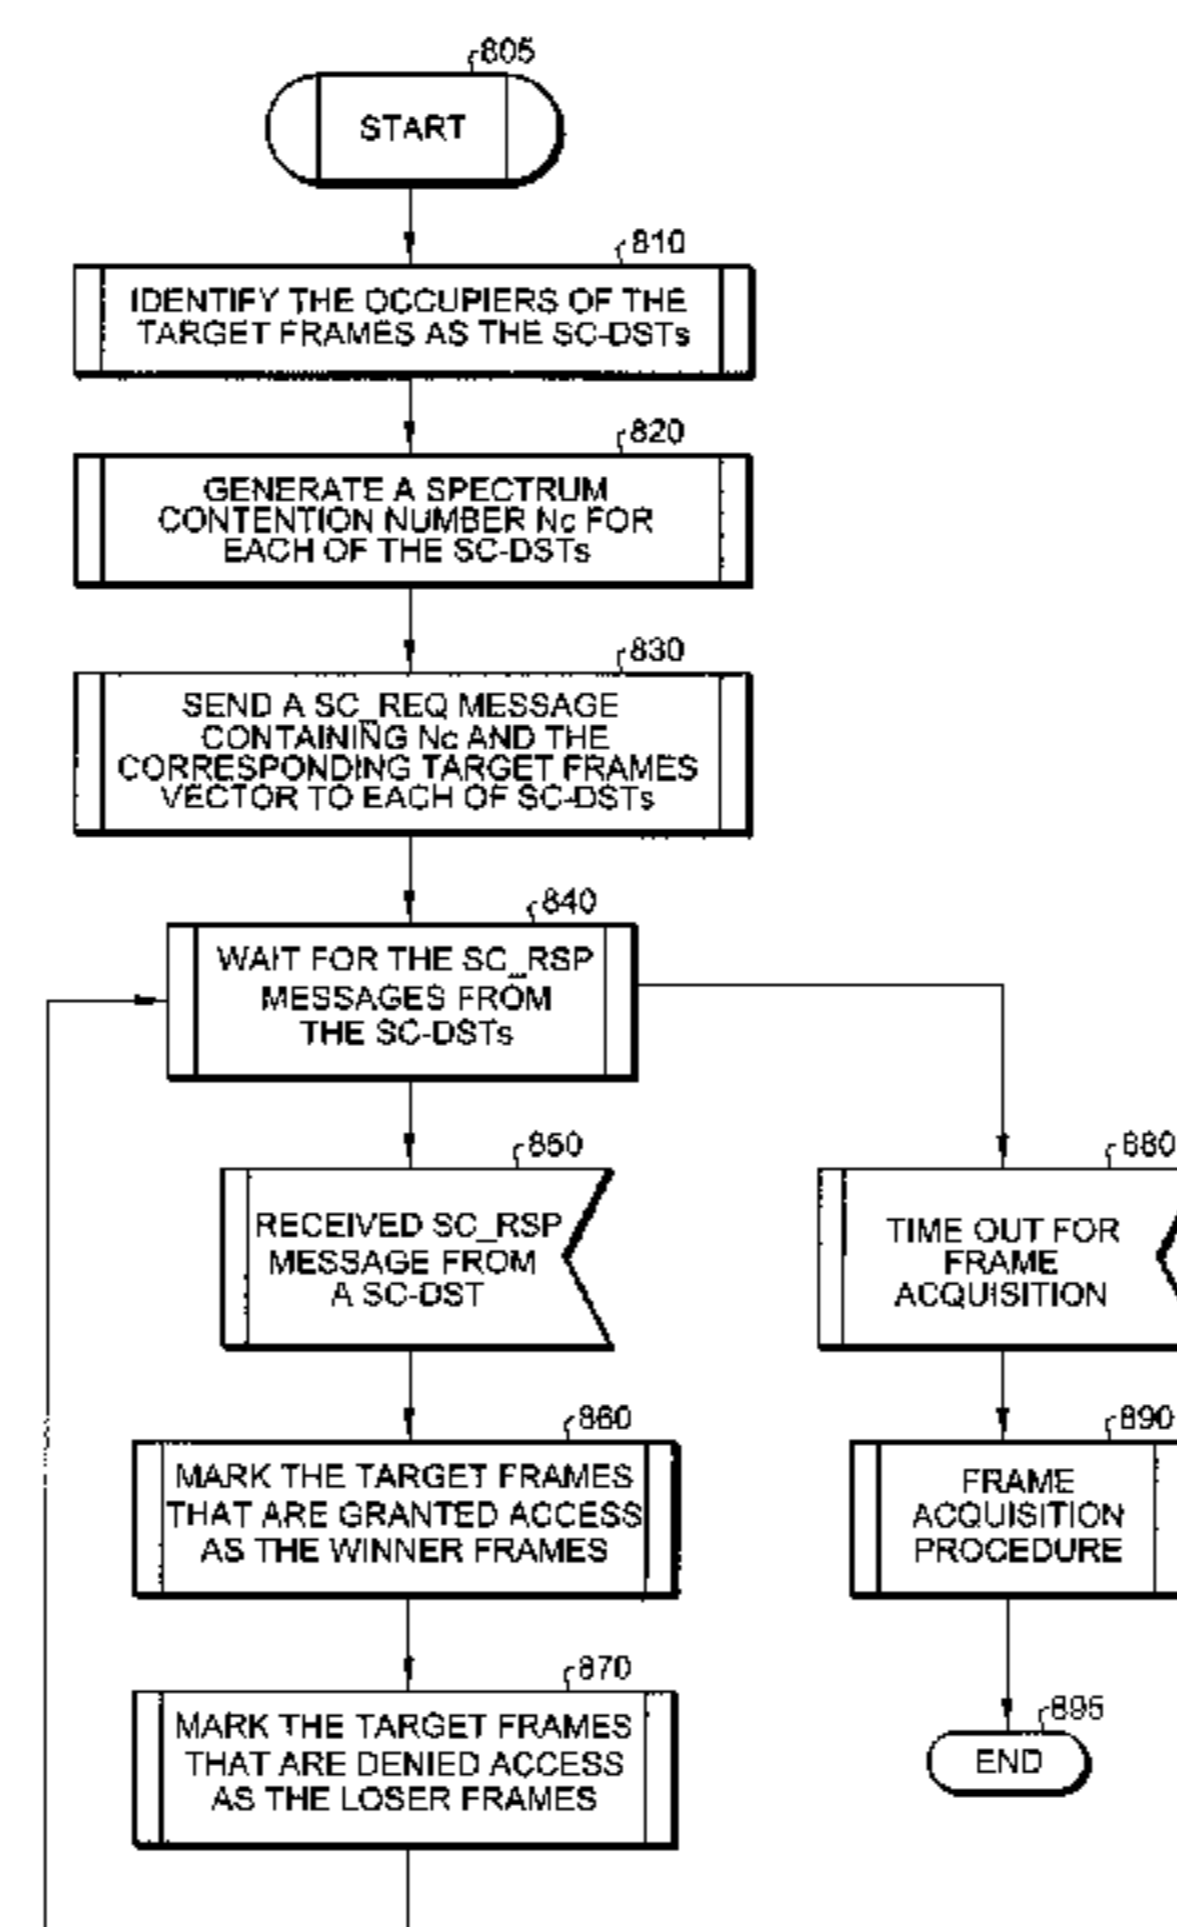 805
START
810
IDENTIFY THE OCCUPIERS OF THE
TARGET FRAMES AS THE SC-DSTs
820
GENERATE A SPECTRUM
CONTENTION NUMBER Nc FOR
EACH OF THE SC-DSTs
830
SEND A SC_REQ MESSAGE
CONTAINING Nc AND THE
CORRESPONDING TARGET FRAMES
VECTOR TO EACH OF SC-DSTs
840
WAIT FOR THE SC_RSP
MESSAGES FROM
THE SC-DSTs
850
RECEIVED SC_RSP
MESSAGE FROM
A SC-DST
880
TIME OUT FOR
FRAME
ACQUISITION
860
MARK THE TARGET FRAMES
THAT ARE GRANTED ACCESS
AS THE WINNER FRAMES
890
FRAME
ACQUISITION
PROCEDURE
870
MARK THE TARGET FRAMES
THAT ARE DENIED ACCESS
AS THE LOSER FRAMES
895
END